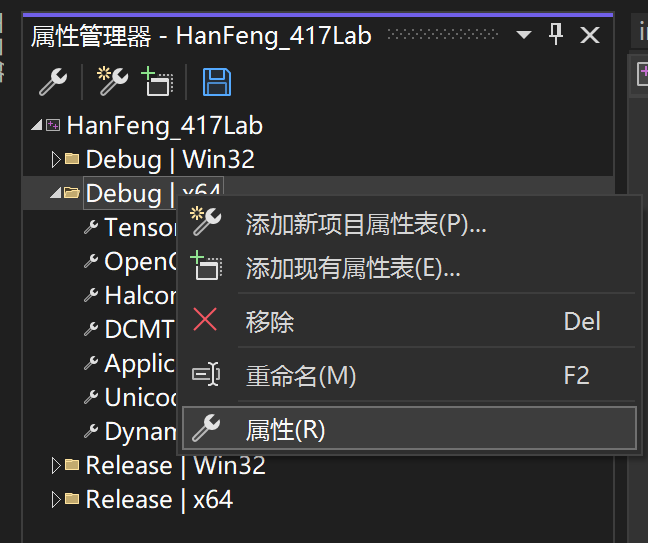 属性管理器 - HanFeng_417Lab
HanFeng_417Lab
Debug | Win32
Debug | x64
添加新项目属性表(P)...
添加现有属性表(E)...
移除 Del
重命名(M) F2
属性(R)
Tensor
Halcon
DCMT
Applic
Unicod
Dynam
Release | Win32
Release | x64